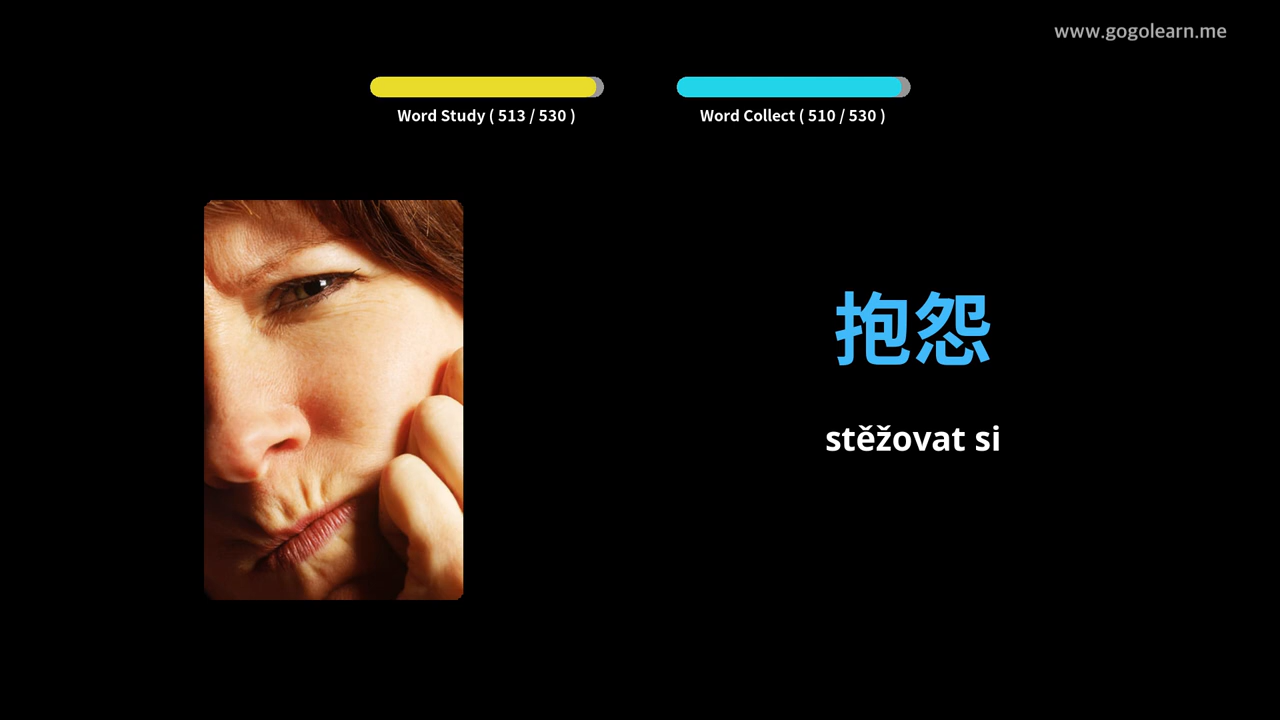 www.gogolearn.me
Word Study ( 513 / 530 )
Word Collect ( 510 / 530 )
抱怨
stěžovat si